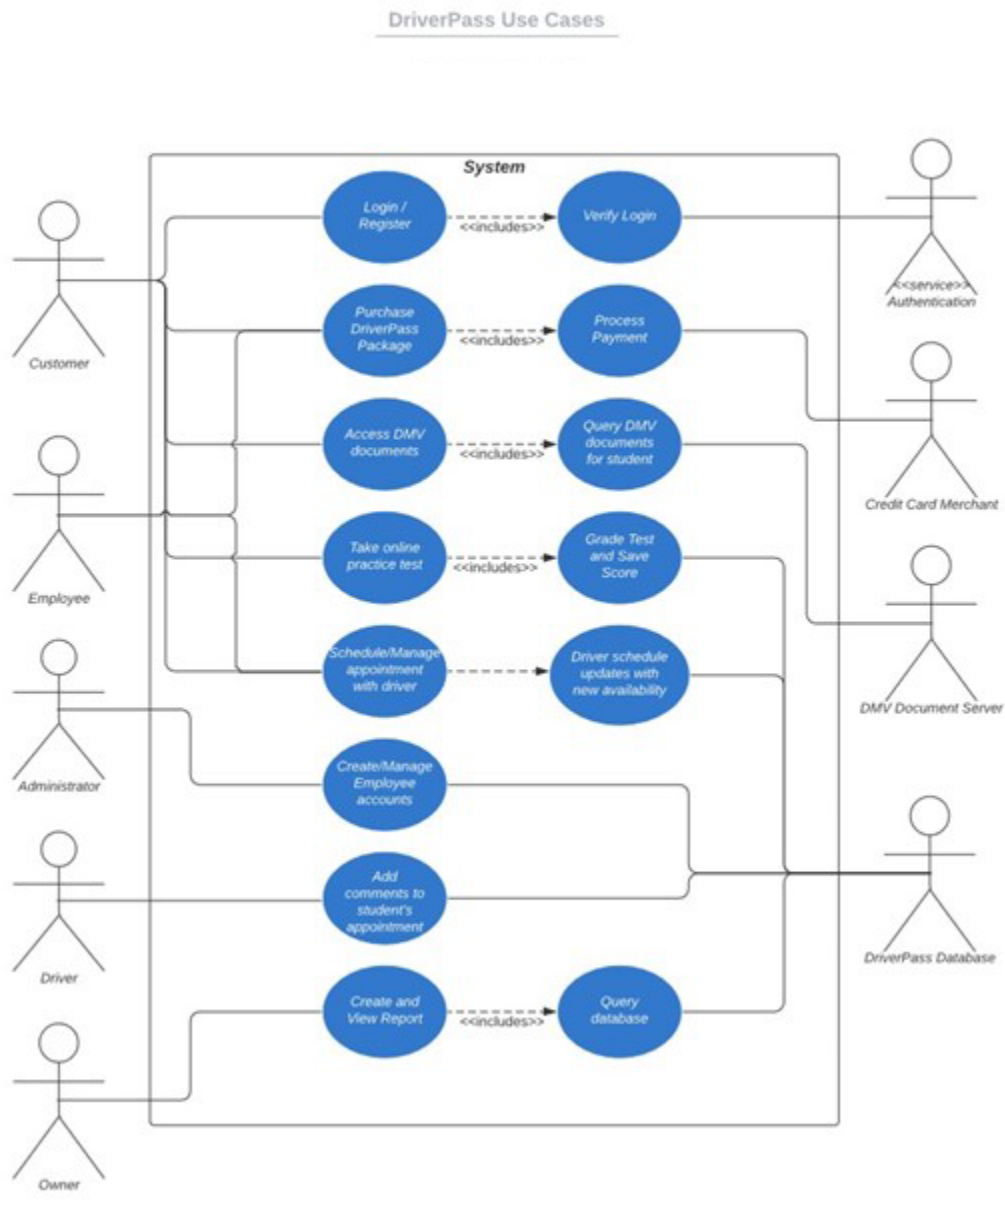 DriverPass Use Cases
System
Login /
Register
<<includes>>
Verify Login
<<service>>
Authentication
Customer
Purchase
DriverPass
Package
<<includes>>
Process
Payment
Credit Card Merchant
Access DMV
documents
<<includes>>
Query DMV
documents
for student
Employee
Take online
practice test
<<includes>>
Grade Test
and Save
Score
DMV Document Server
Schedule/Manage
appointment
with driver
Driver schedule
updates with
new availability
Administrator
Create/Manage
Employee
accounts
Add
comments to
student's
appointment
Driver
DriverPass Database
Create and
View Report
<<includes>>
Query
database
Owner